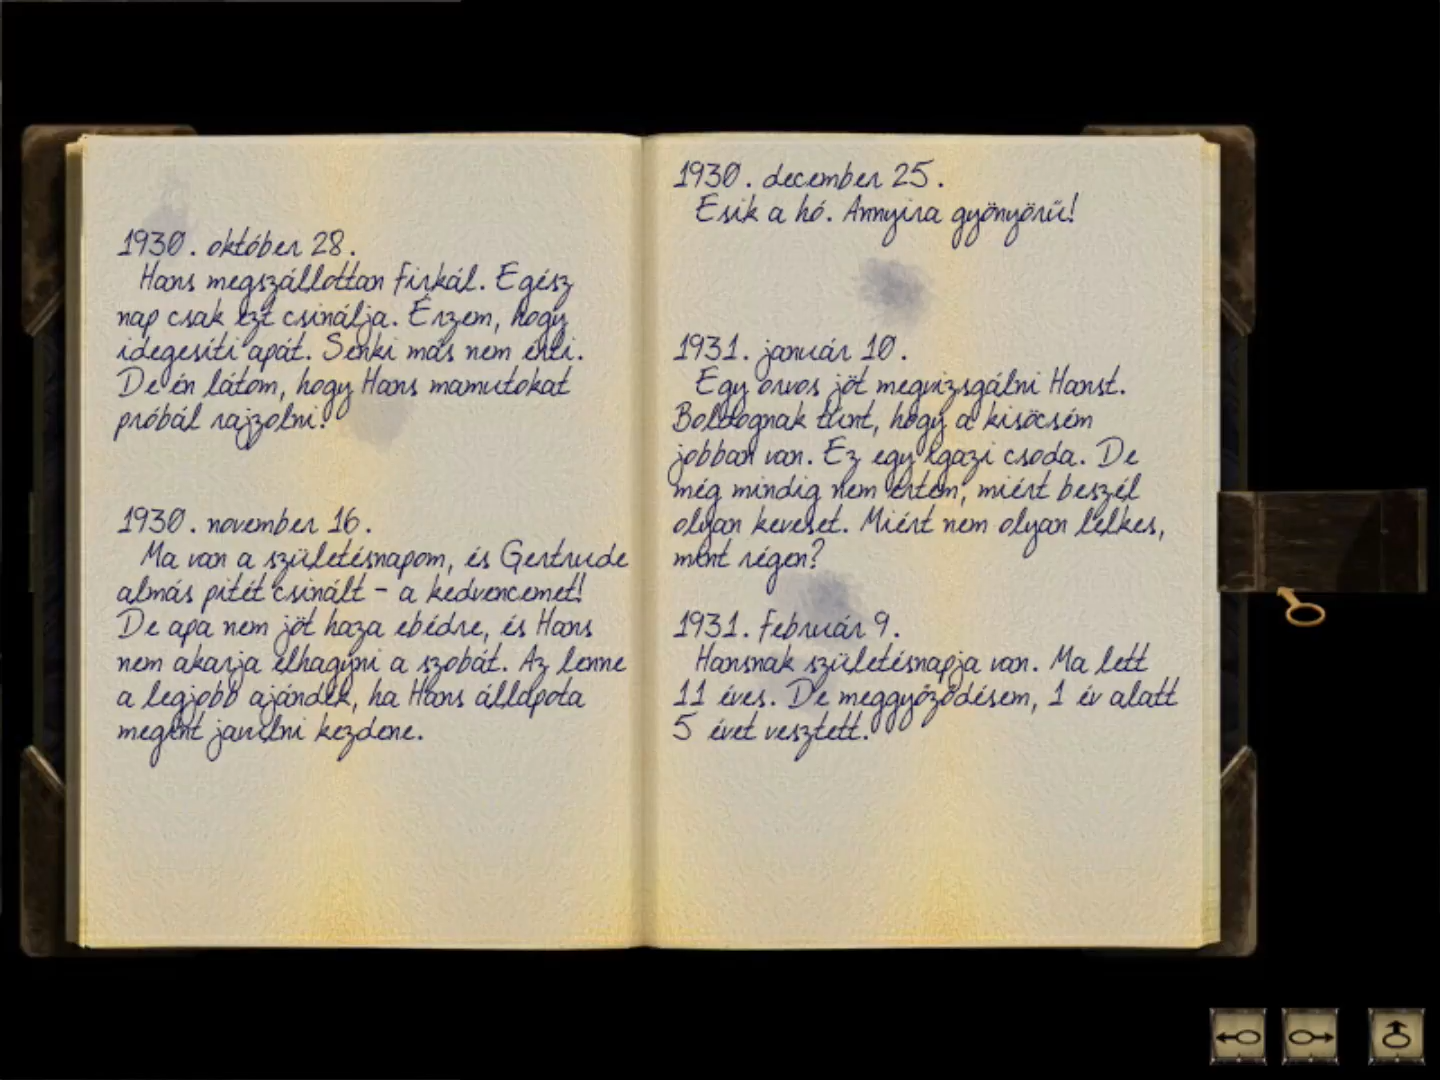 1930. október 28.
Hans megszállottan firkál. Egész
nap csak ezt csinálja. Érzem, hogy
idegesíti apát. Senki más nem érti.
De én látom, hogy Hans mamutokat
próbál rajzolni!
1930. november 16.
Ma van a születésnapom, és Gertrude
almás pitét csinált - a kedvencemet!
De apa nem jöt haza ebédre, és Hans
nem akarja elhagyni a szobát. Az lenne
a legjobb ajándék, ha Hans állapota
megint javulni kezdene.
1930. december 25.
Esik a hó. Annyira gyönyörű!
1931. január 10.
Egy orvos jöt megvizsgálni Hanst.
Boldognak tűnt, hogy a kisöcsém
jobban van. Ez egy igazi csoda. De
még mindig nem értem, miért beszél
olyan keveset. Miért nem olyan lelkes,
mint régen?
1931. február 9.
Hansnak születésnapja van. Ma lett
11 éves. De meggyőződésem, 1 év alatt
5 évet vesztett.